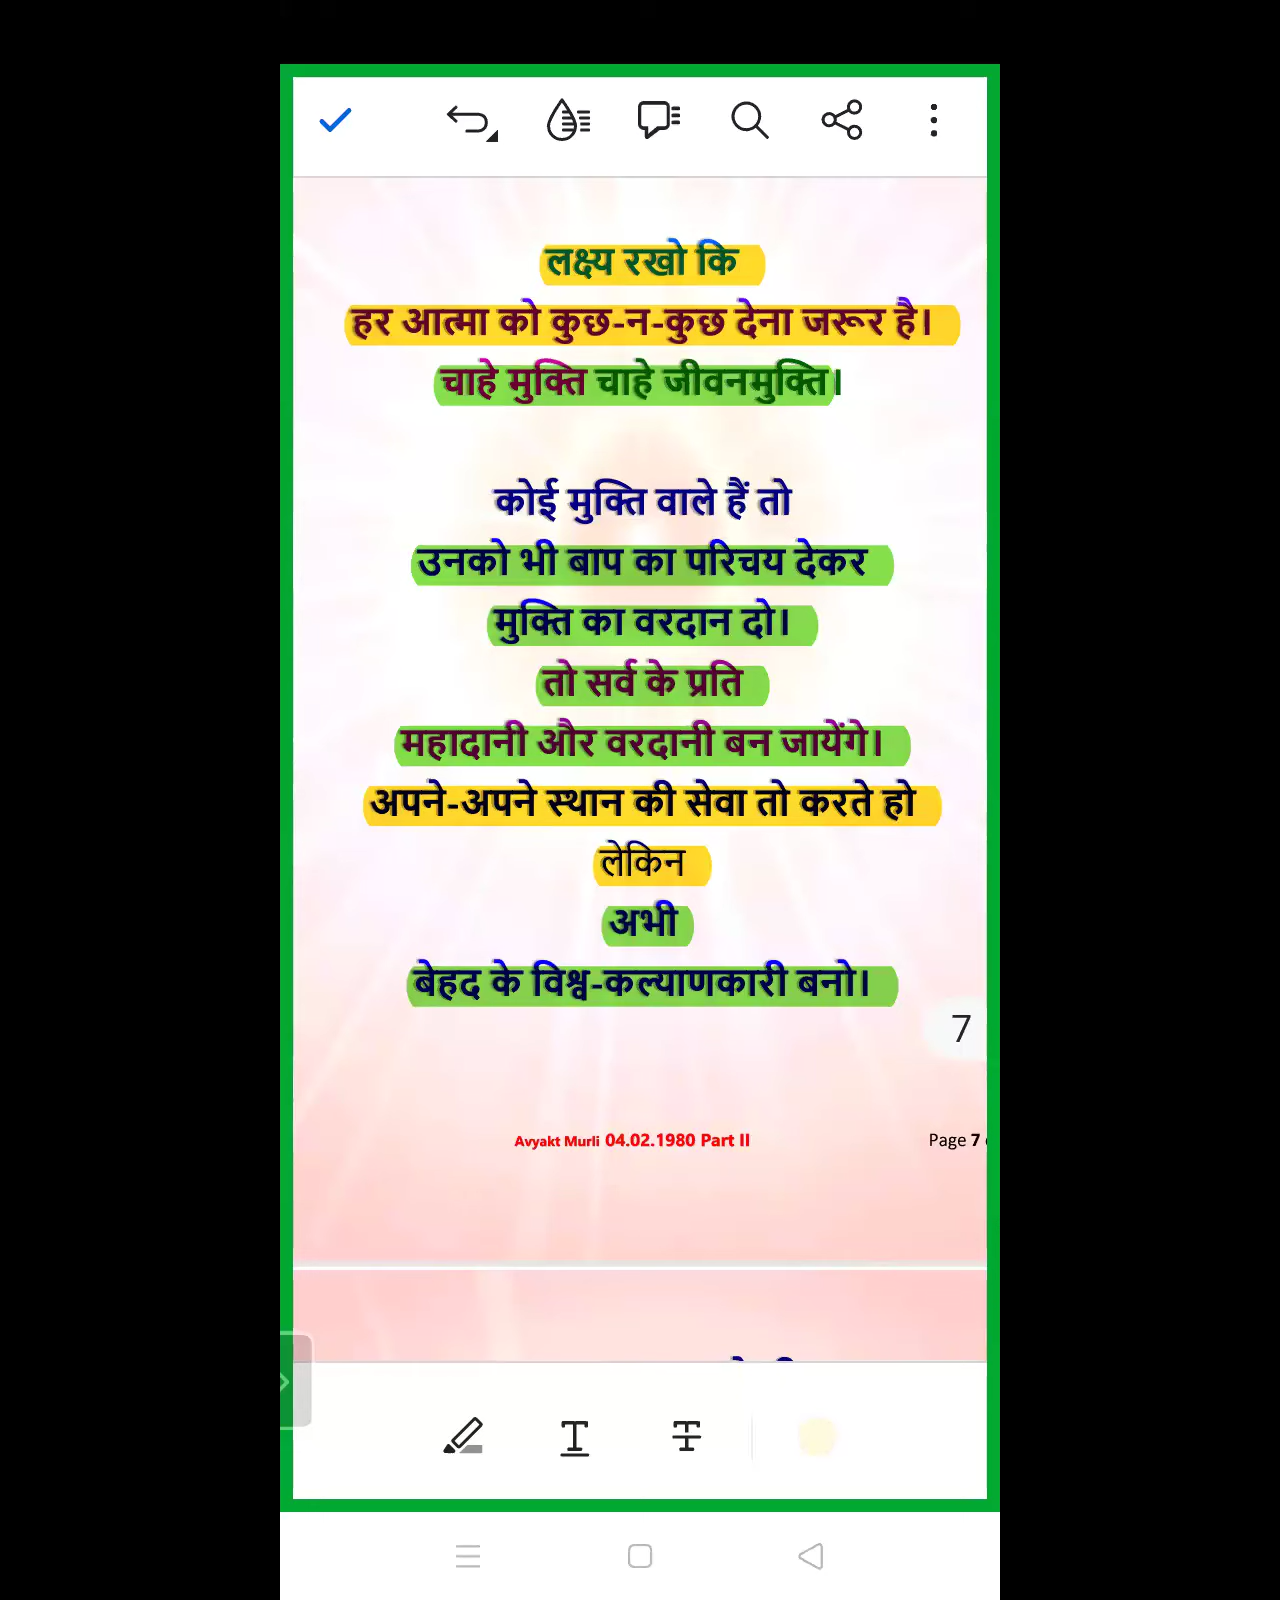 लक्ष्य रखो कि
हर आत्मा को कुछ-न-कुछ देना जरूर है।
चाहे मुक्ति चाहे जीवनमुक्ति।
कोई मुक्ति वाले हैं तो
उनको भी बाप का परिचय देकर
मुक्ति का वरदान दो।
तो सर्व के प्रति
महादानी और वरदानी बन जायेंगे।
अपने-अपने स्थान की सेवा तो करते हो
लेकिन
अभी
बेहद के विश्व-कल्याणकारी बनो।
7
Avyakt Murli 04.02.1980 Part II
Page 7